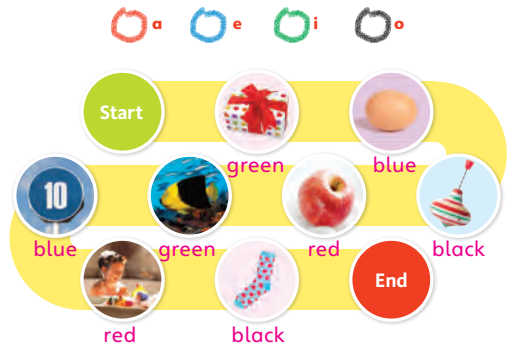 a e i o
Start
green blue
10
blue green red black
End
red black